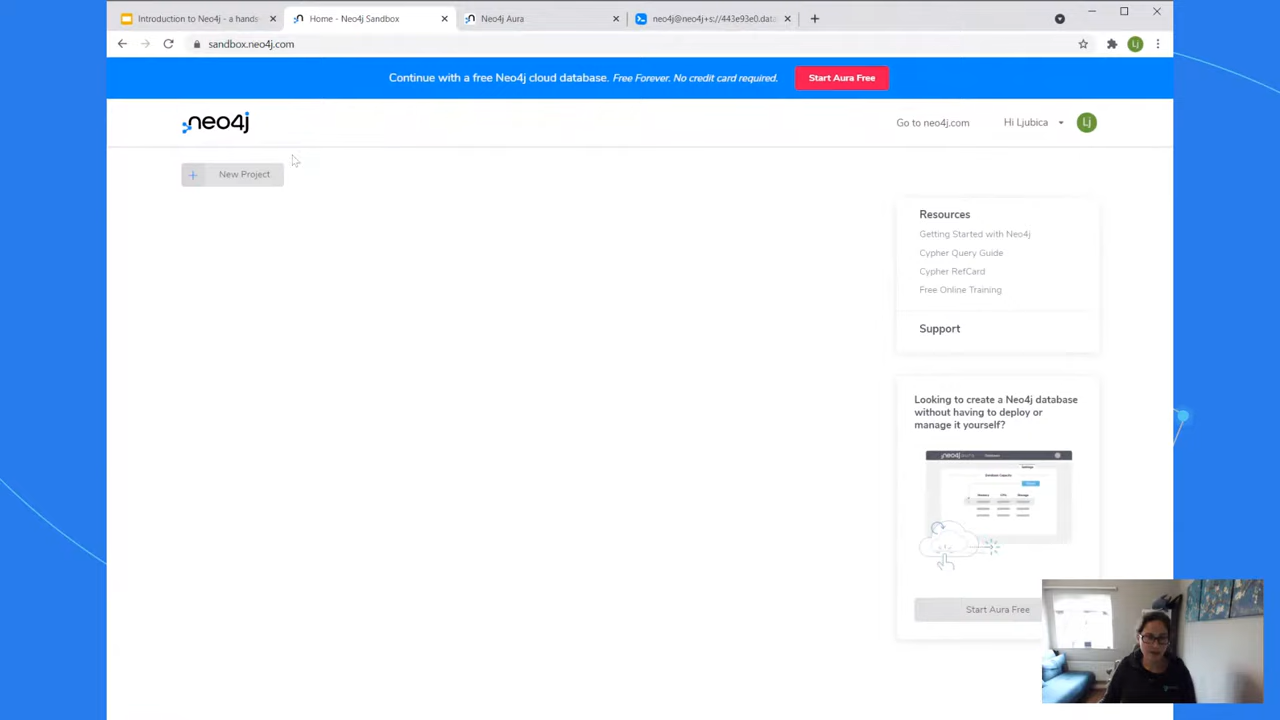 Introduction to Neo4j - a hands
Home - Neo4j Sandbox
Neo4j Aura
neo4j@neo4j+s://443e93e0.data
sandbox.neo4j.com
Lj
Continue with a free Neo4j cloud database. Free Forever. No credit card required.
Start Aura Free
neo4j
Go to neo4j.com
Hi Ljubica
Lj
+ New Project
Resources
Getting Started with Neo4j
Cypher Query Guide
Cypher RefCard
Free Online Training
Support
Looking to create a Neo4j database
without having to deploy or
manage it yourself?
Start Aura Free